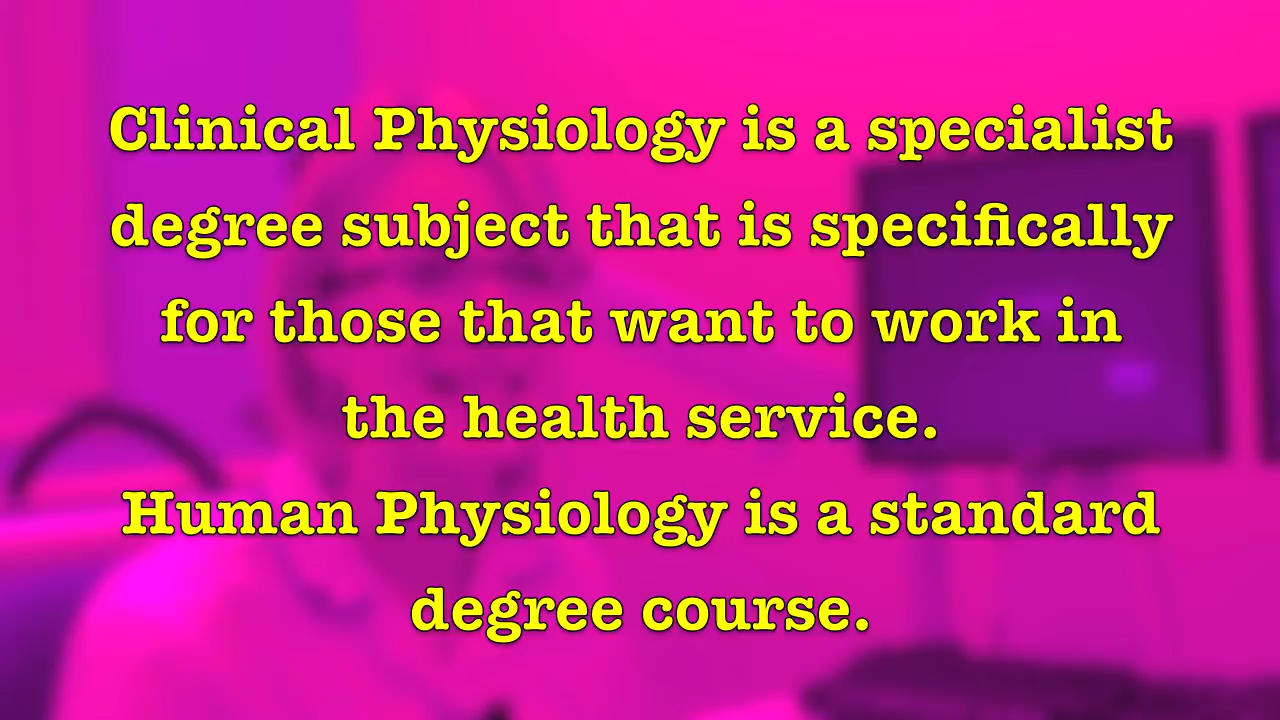 Clinical Physiology is a specialist
degree subject that is specifically
for those that want to work in
the health service.
Human Physiology is a standard
degree course.